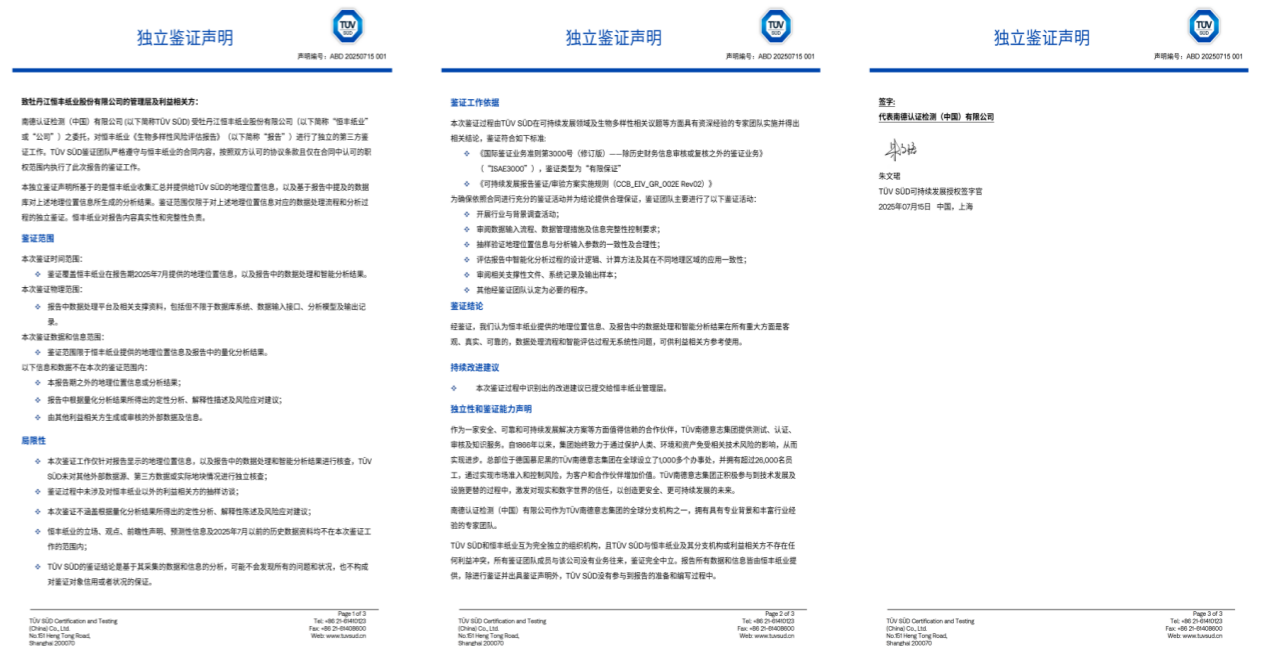 独立鉴证声明
TÜV
SÜD
声明编号：ABD 20250715 001
致牡丹江恒丰纸业股份有限公司的管理层及利益相关方：
南德认证检测（中国）有限公司 (以下简称TÜV SÜD) 受牡丹江恒丰纸业股份有限公司（以下简称“恒丰纸业”
或“公司”）之委托，对恒丰纸业《生物多样性风险评估报告》（以下简称“报告”）进行了独立的第三方鉴
证工作。TÜV SÜD鉴证团队严格遵守与恒丰纸业的合同内容，按照双方认可的协议条款且仅在合同中认可的职
权范围内执行了此次报告的鉴证工作。
本独立鉴证声明所基于的是恒丰纸业收集汇总并提供给TÜV SÜD的地理位置信息，以及基于报告中提及的数据
库对上述地理位置信息所生成的分析结果。鉴证范围仅限于对上述地理位置信息对应的数据处理流程和分析过
程的独立鉴证。恒丰纸业对报告内容真实性和完整性负责。
鉴证范围
本次鉴证时间范围：
❖ 鉴证覆盖恒丰纸业在报告期2025年7月提供的地理位置信息，以及报告中的数据处理和智能分析结果。
本次鉴证物理范围：
❖ 报告中数据处理平台及相关支撑资料，包括但不限于数据库系统、数据输入接口、分析模型及输出记
录。
本次鉴证数据和信息范围：
❖ 鉴证范围限于恒丰纸业提供的地理位置信息及报告中的量化分析结果。
以下信息和数据不在本次的鉴证范围内：
❖ 本报告期之外的地理位置信息或分析结果；
❖ 报告中根据量化分析结果所得出的定性分析、解释性描述及风险应对建议；
❖ 由其他利益相关方生成或审核的外部数据及信息。
局限性
❖ 本次鉴证工作仅针对报告呈示的地理位置信息，以及报告中的数据处理和智能分析结果进行核查，TÜV
SÜD未对其他外部数据源、第三方数据或实际地块情况进行独立核查；
❖ 鉴证过程中未涉及对恒丰纸业以外的利益相关方的抽样访谈；
❖ 本次鉴证不涵盖根据量化分析结果所得出的定性分析、解释性陈述及风险应对建议；
❖ 恒丰纸业的立场、观点、前瞻性声明、预测性信息及2025年7月以前的历史数据资料均不在本次鉴证工
作的范围内；
❖ TÜV SÜD的鉴证结论是基于其采集的数据和信息的分析，可能不会发现所有的问题和状况，也不构成
对鉴证对象信用或者状况的保证。
Page 1 of 3
TÜV SÜD Certification and Testing
(China) Co., Ltd.
No.151 Heng Tong Road,
Shanghai 200070
Tel: +86 21-61410123
Fax: +86 21-61408600
Web: www.tuvsud.cn
独立鉴证声明
TÜV
SÜD
声明编号：ABD 20250715 001
鉴证工作依据
本次鉴证过程由TÜV SÜD在可持续发展领域及生物多样性相关议题等方面具有资深经验的专家团队实施并得出
相关结论，鉴证符合如下标准:
❖ 《国际鉴证业务准则第3000号（修订版）——除历史财务信息审核或复核之外的鉴证业务》
（“ISAE3000”），鉴证类型为“有限保证”
❖ 《可持续发展报告鉴证/审验方案实施规则（CCB_EIV_GR_002E Rev02）》
为确保依照合同进行充分的鉴证活动并为结论提供合理保证，鉴证团队主要进行了以下鉴证活动：
❖ 开展行业与背景调查活动；
❖ 审阅数据输入流程、数据管理措施及信息完整性控制要求；
❖ 抽样验证地理位置信息与分析输入参数的一致性及合理性；
❖ 评估报告中智能化分析过程的设计逻辑、计算方法及其在不同地理区域的应用一致性；
❖ 审阅相关支撑性文件、系统记录及输出样本；
❖ 其他经鉴证团队认定为必要的程序。
鉴证结论
经鉴证，我们认为恒丰纸业提供的地理位置信息、及报告中的数据处理和智能分析结果在所有重大方面是客
观、真实、可靠的，数据处理流程和智能评估过程无系统性问题，可供利益相关方参考使用。
持续改进建议
❖ 本次鉴证过程中识别出的改进建议已提交给恒丰纸业管理层。
独立性和鉴证能力声明
作为一家安全、可靠和可持续发展解决方案等方面值得信赖的合作伙伴，TÜV南德意志集团提供测试、认证、
审核及知识服务。自1866年以来，集团始终致力于通过保护人类、环境和资产免受相关技术风险的影响，从而
实现进步。总部位于德国慕尼黑的TÜV南德意志集团在全球设立了1,000多个办事处，并拥有超过26,000名员
工，通过实现市场准入和控制风险，为客户和合作伙伴增加价值。TÜV南德意志集团正积极参与到技术发展及
设施更替的过程中，激发对现实和数字世界的信任，以创造更安全、更可持续发展的未来。
南德认证检测（中国）有限公司作为TÜV南德意志集团的全球分支机构之一，拥有具有专业背景和丰富行业经
验的专家团队。
TÜV SÜD和恒丰纸业互为完全独立的组织机构，且TÜV SÜD与恒丰纸业及其分支机构或利益相关方不存在任
何利益冲突，所有鉴证团队成员与该公司没有业务往来，鉴证完全中立。报告所有数据和信息皆由恒丰纸业提
供，除进行鉴证并出具鉴证声明外，TÜV SÜD没有参与到报告的准备和编写过程中。
Page 2 of 3
TÜV SÜD Certification and Testing
(China) Co., Ltd.
No.151 Heng Tong Road,
Shanghai 200070
Tel: +86 21-61410123
Fax: +86 21-61408600
Web: www.tuvsud.cn
独立鉴证声明
TÜV
SÜD
声明编号：ABD 20250715 001
签字:
代表南德认证检测（中国）有限公司
朱文珺
TÜV SÜD可持续发展授权签字官
2025年07月15日 中国，上海
Page 3 of 3
TÜV SÜD Certification and Testing
(China) Co., Ltd.
No.151 Heng Tong Road,
Shanghai 200070
Tel: +86 21-61410123
Fax: +86 21-61408600
Web: www.tuvsud.cn